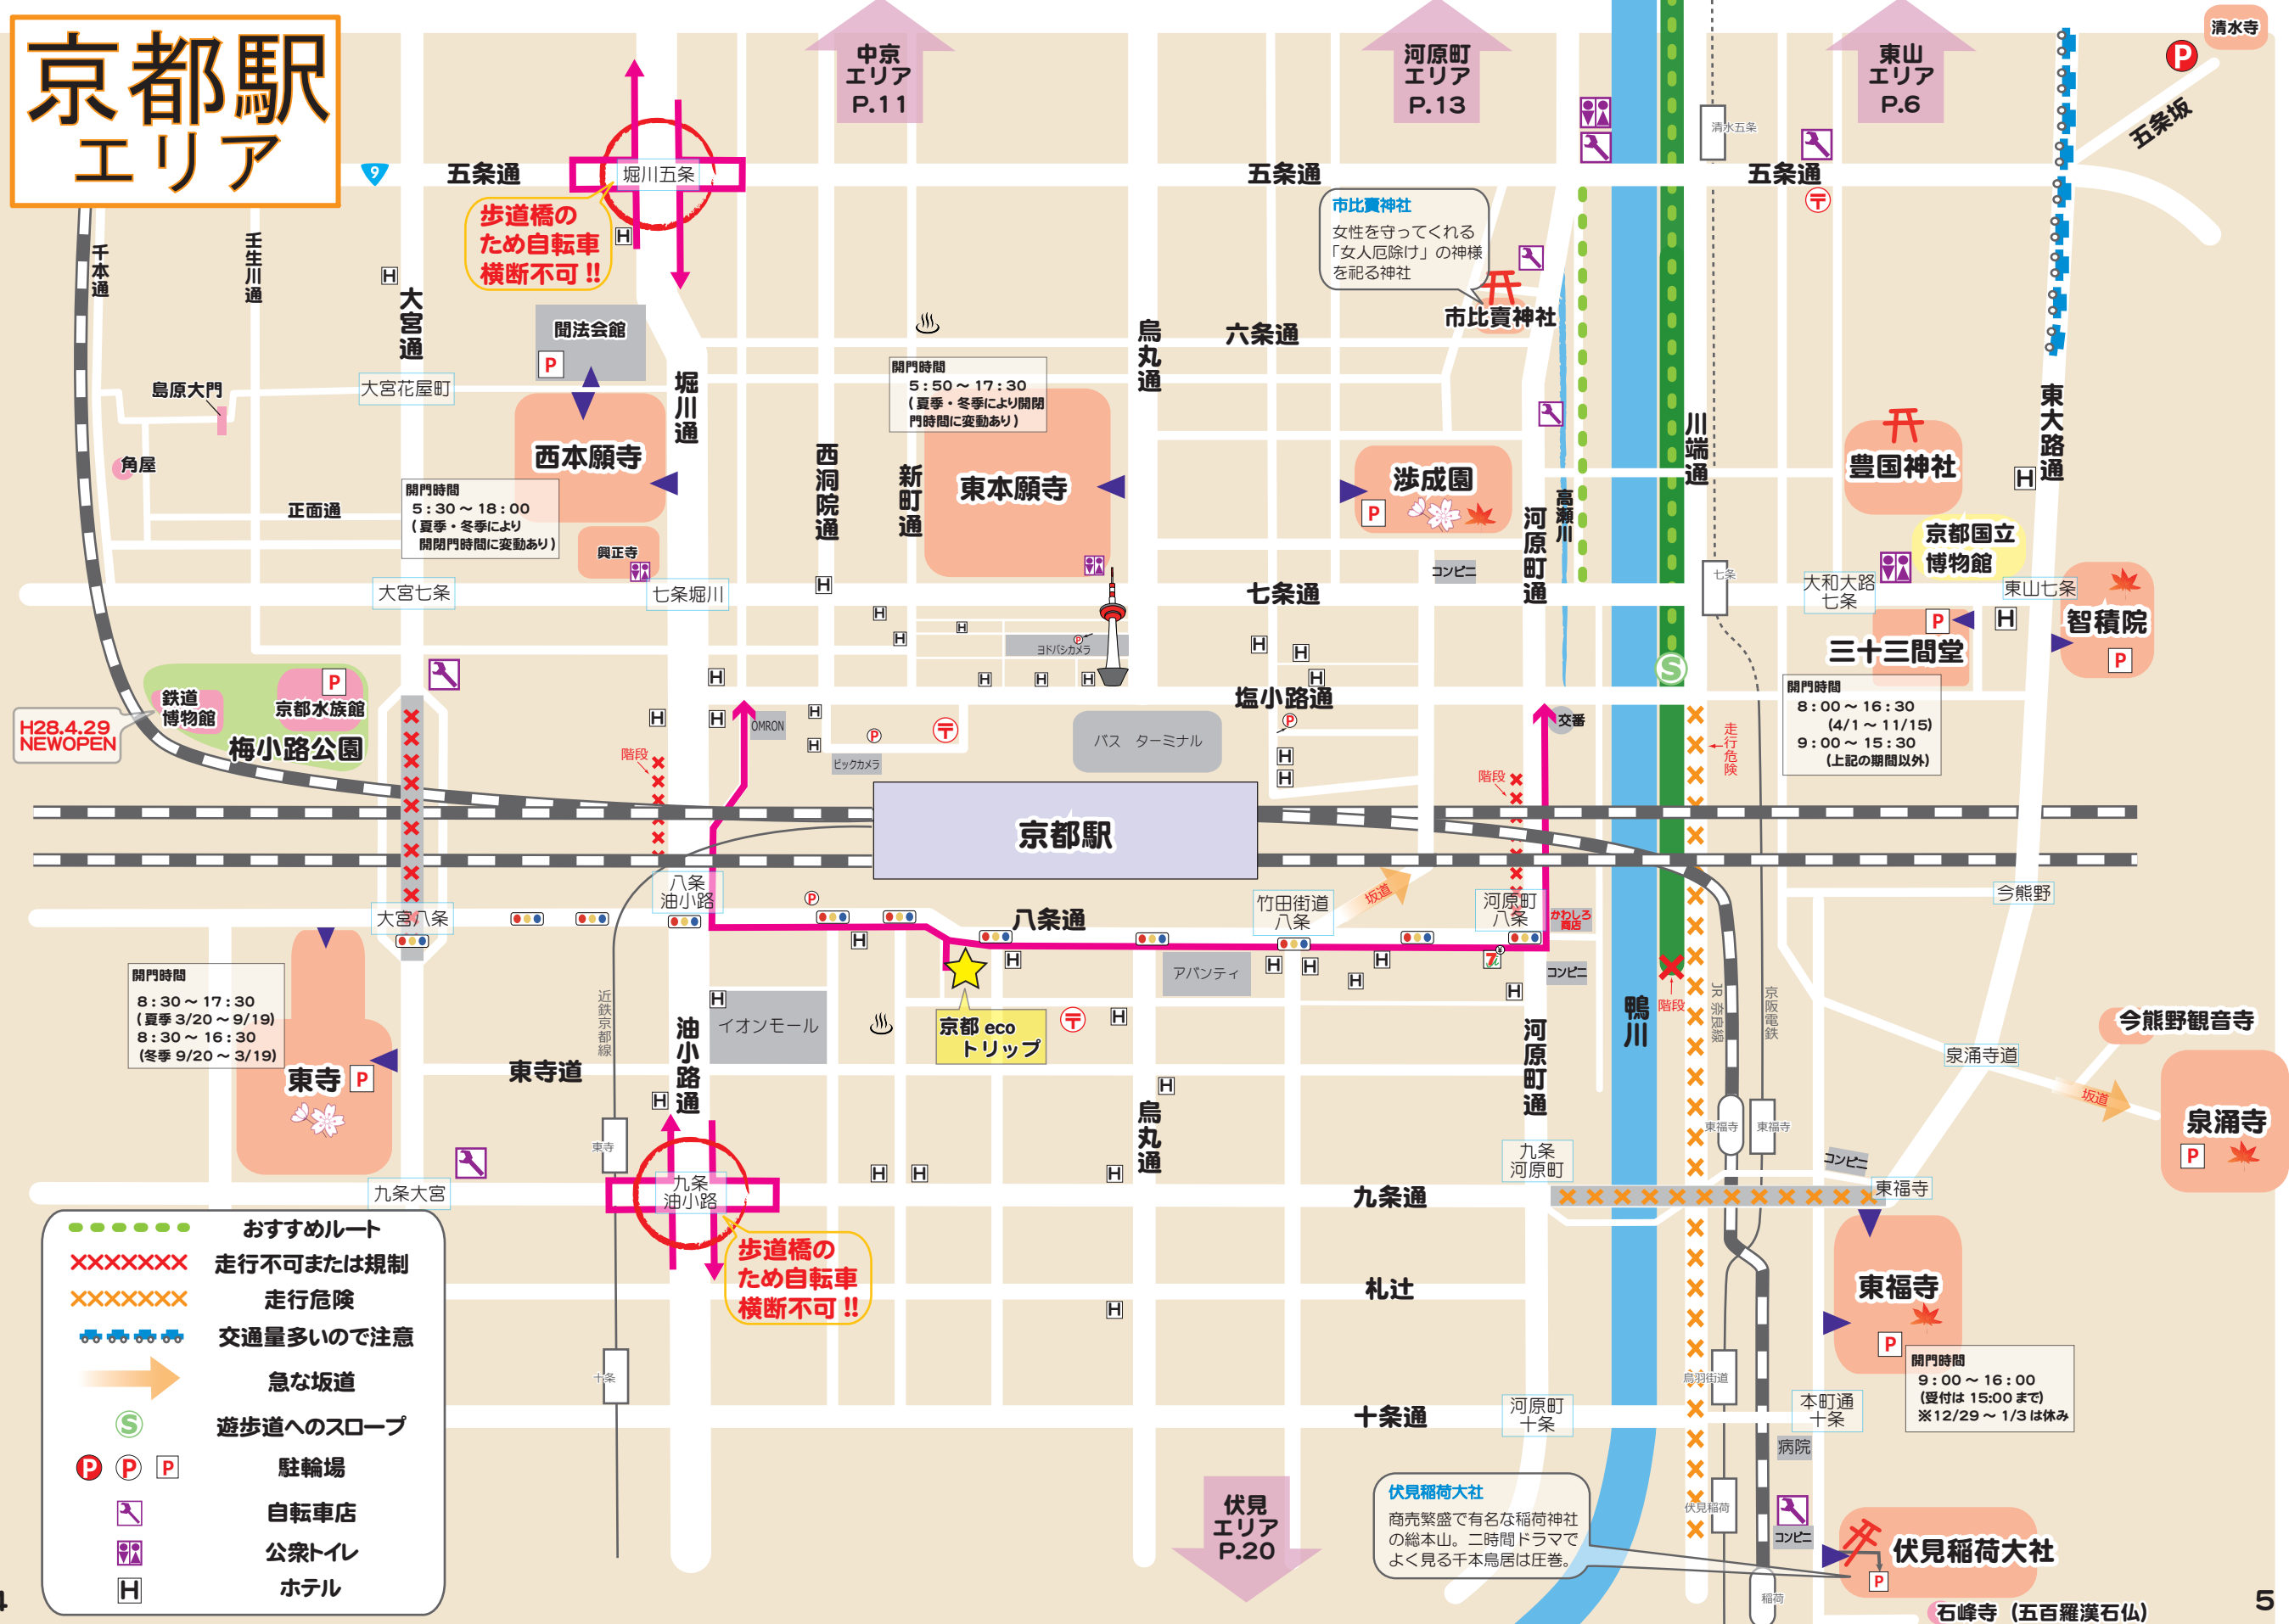 京都駅
エリア
中京
エリア
P.11
河原町
エリア
P.13
東山
エリア
P.6
清水寺
P
五条坂
清水五条
9
五条通
堀川五条
五条通
五条通
歩道橋の
ため自転車
横断不可 !!
市比賣神社
女性を守ってくれる
「女人厄除け」の神様
を祀る神社
市比賣神社
千本通
壬生川通
大宮通
聞法会館
P
堀川通
烏丸通
六条通
島原大門
大宮花屋町
開門時間
5:50～17:30
(夏季・冬季により開閉
門時間に変動あり)
西本願寺
角屋
開門時間
5:30～18:00
(夏季・冬季により
開閉門時間に変動あり)
正面通
興正寺
西洞院通
新町通
東本願寺
渉成園
P
河原町通
高瀬川
川端通
東大路通
豊国神社
京都国立
博物館
コンビニ
大宮七条
七条堀川
七条通
七条
大和大路
七条
東山七条
智積院
P
三十三間堂
P
ヨドバシカメラ
P
S
開門時間
8:00～16:30
(4/1～11/15)
9:00～15:30
(上記の期間以外)
鉄道
博物館
P
京都水族館
梅小路公園
H28.4.29
NEWOPEN
塩小路通
OMRON
P
ビックカメラ
バス ターミナル
P
交番
走行危険
階段
階段
京都駅
八条
油小路
大宮八条
P
八条通
坂道
竹田街道
八条
河原町
八条
かわしろ
商店
今熊野
アバンティ
7
コンビニ
開門時間
8:30～17:30
(夏季 3/20～9/19)
8:30～16:30
(冬季 9/20～3/19)
東寺
P
近鉄京都線
油小路通
イオンモール
京都 eco
トリップ
鴨川
階段
JR 奈良線
京阪電鉄
河原町通
今熊野観音寺
泉涌寺道
坂道
泉涌寺
P
東寺道
烏丸通
東寺
東福寺
東福寺
コンビニ
九条大宮
九条
油小路
九条通
九条
河原町
東福寺
歩道橋の
ため自転車
横断不可 !!
札辻
東福寺
P
開門時間
9:00～16:00
(受付は 15:00 まで)
※12/29～1/3は休み
十条
鳥羽街道
十条通
河原町
十条
本町通
十条
病院
伏見
エリア
P.20
伏見稲荷大社
商売繁盛で有名な稲荷神社
の総本山。二時間ドラマで
よく見る千本鳥居は圧巻。
伏見稲荷
コンビニ
伏見稲荷大社
P
稲荷
石峰寺(五百羅漢石仏)
おすすめルート
走行不可または規制
走行危険
交通量多いので注意
急な坂道
S 遊歩道へのスロープ
P P P 駐輪場
自転車店
公衆トイレ
H ホテル
4
5